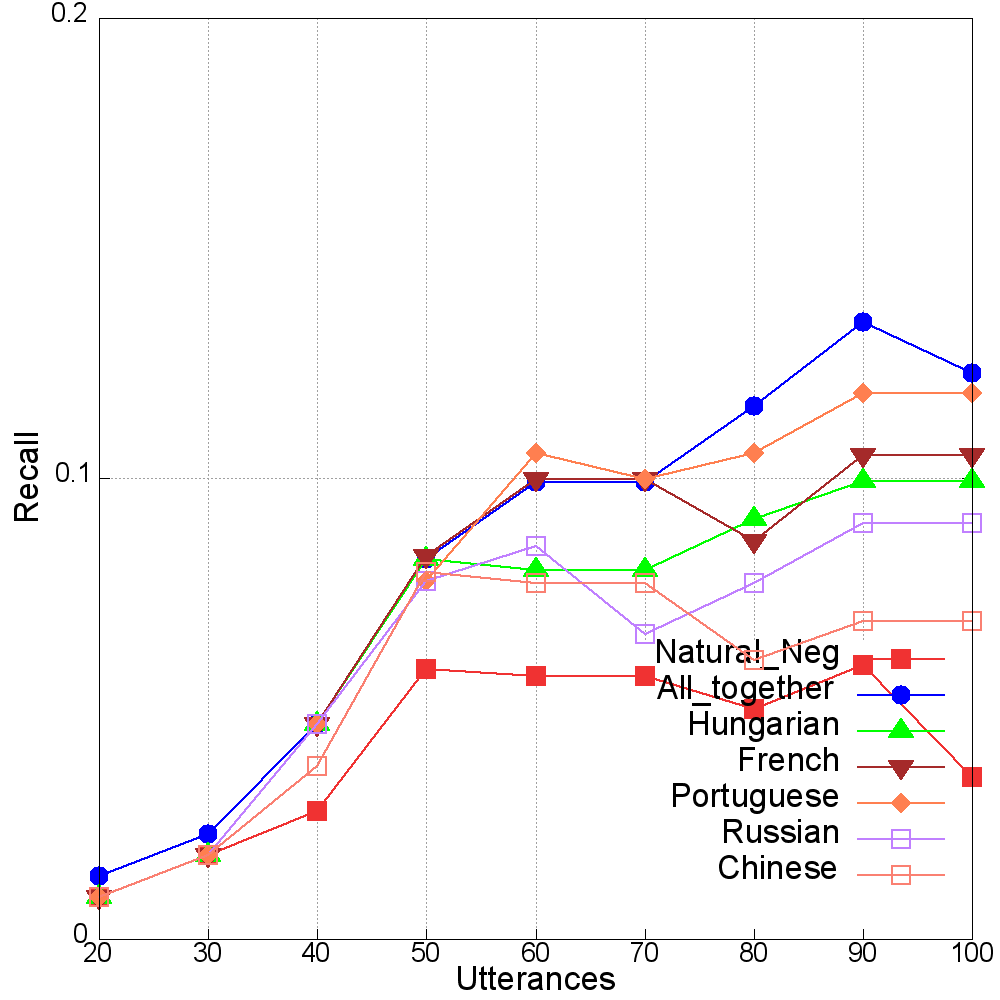 0.2
0.1
0
Recall
20 30 40 50 60 70 80 90 100
Utterances
Natural_Neg
All_together
Hungarian
French
Portuguese
Russian
Chinese